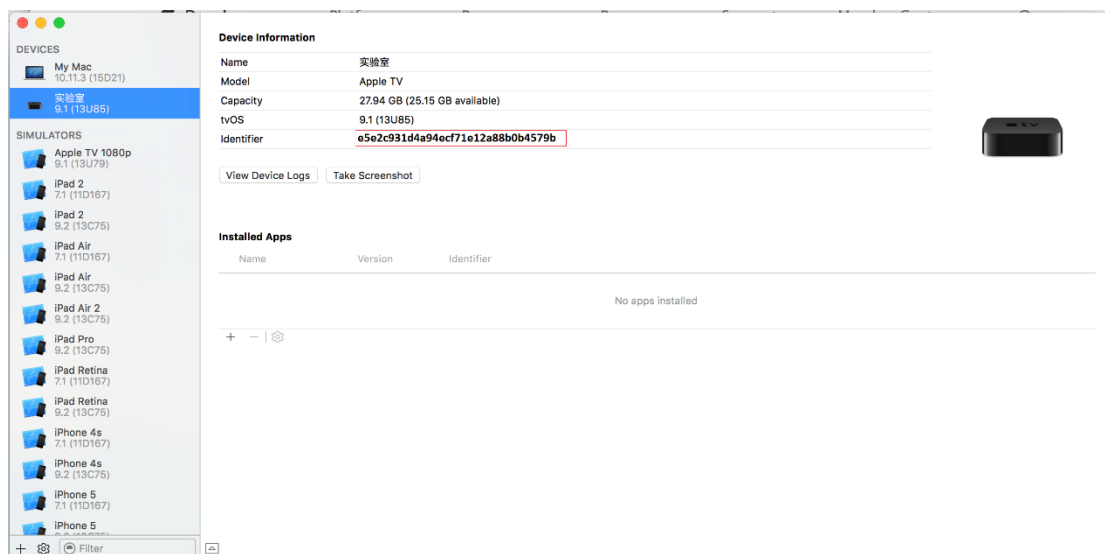 Device Information
DEVICES
My Mac
10.11.3 (15D21)
实验室
9.1 (13U85)
SIMULATORS
Apple TV 1080p
9.1 (13U79)
iPad 2
7.1 (11D167)
iPad 2
9.2 (13C75)
iPad Air
7.1 (11D167)
iPad Air
9.2 (13C75)
iPad Air 2
9.2 (13C75)
iPad Pro
9.2 (13C75)
iPad Retina
7.1 (11D167)
iPad Retina
9.2 (13C75)
iPhone 4s
7.1 (11D167)
iPhone 4s
9.2 (13C75)
iPhone 5
7.1 (11D167)
iPhone 5
Filter
Name 实验室
Model Apple TV
Capacity 27.94 GB (25.15 GB available)
tvOS 9.1 (13U85)
Identifier e5e2c931d4a94ecf71e12a88b0b4579b
View Device Logs Take Screenshot
Installed Apps
Name Version Identifier
No apps installed
tv